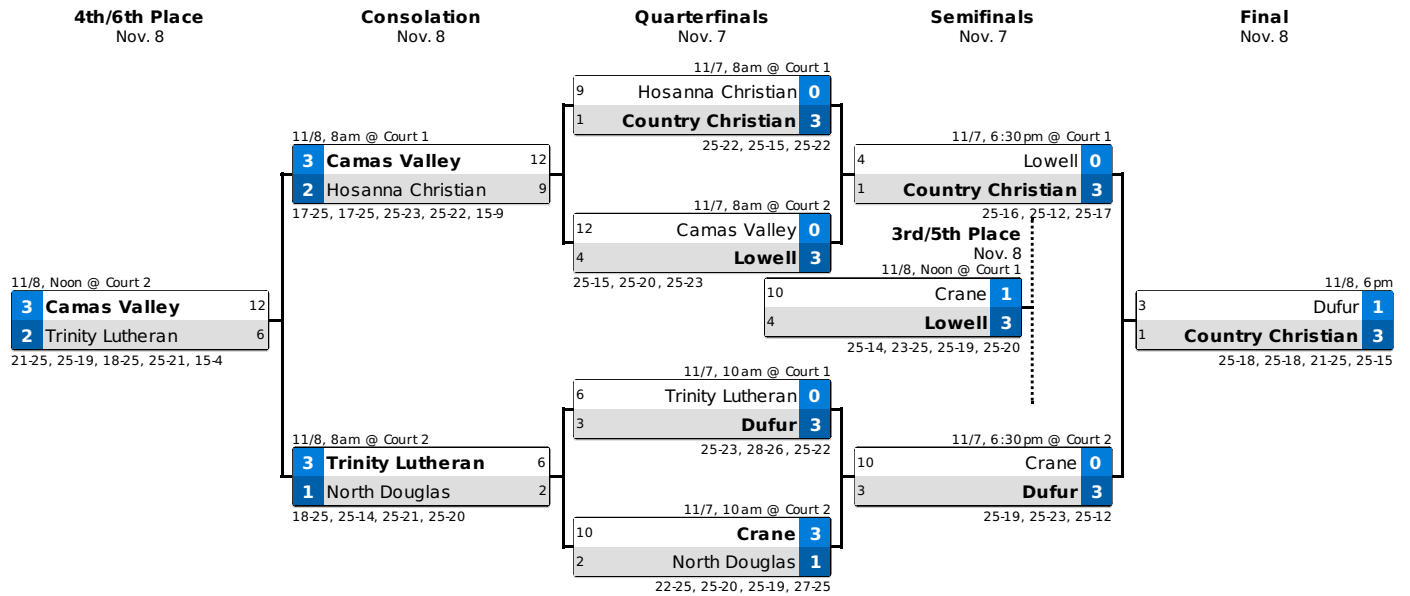 4th/6th Place
Nov. 8
Consolation
Nov. 8
Quarterfinals
Nov. 7
Semifinals
Nov. 7
Final
Nov. 8
11/8, Noon @ Court 2
3 Camas Valley 12
2 Trinity Lutheran 6
21-25, 25-19, 18-25, 25-21, 15-4
11/8, 8am @ Court 1
3 Camas Valley 12
2 Hosanna Christian 9
17-25, 17-25, 25-23, 25-22, 15-9
11/8, 8am @ Court 2
3 Trinity Lutheran 6
1 North Douglas 2
18-25, 25-14, 25-21, 25-20
11/7, 8am @ Court 1
9 Hosanna Christian 0
1 Country Christian 3
25-22, 25-15, 25-22
11/7, 8am @ Court 2
12 Camas Valley 0
4 Lowell 3
25-15, 25-20, 25-23
11/7, 10am @ Court 1
6 Trinity Lutheran 0
3 Dufur 3
25-23, 28-26, 25-22
11/7, 10am @ Court 2
10 Crane 3
2 North Douglas 1
22-25, 25-20, 25-19, 27-25
11/7, 6:30pm @ Court 1
4 Lowell 0
1 Country Christian 3
25-16, 25-12, 25-17
3rd/5th Place
Nov. 8
11/8, Noon @ Court 1
10 Crane 1
4 Lowell 3
25-14, 23-25, 25-19, 25-20
11/7, 6:30pm @ Court 2
10 Crane 0
3 Dufur 3
25-19, 25-23, 25-12
11/8, 6pm
3 Dufur 1
1 Country Christian 3
25-18, 25-18, 21-25, 25-15